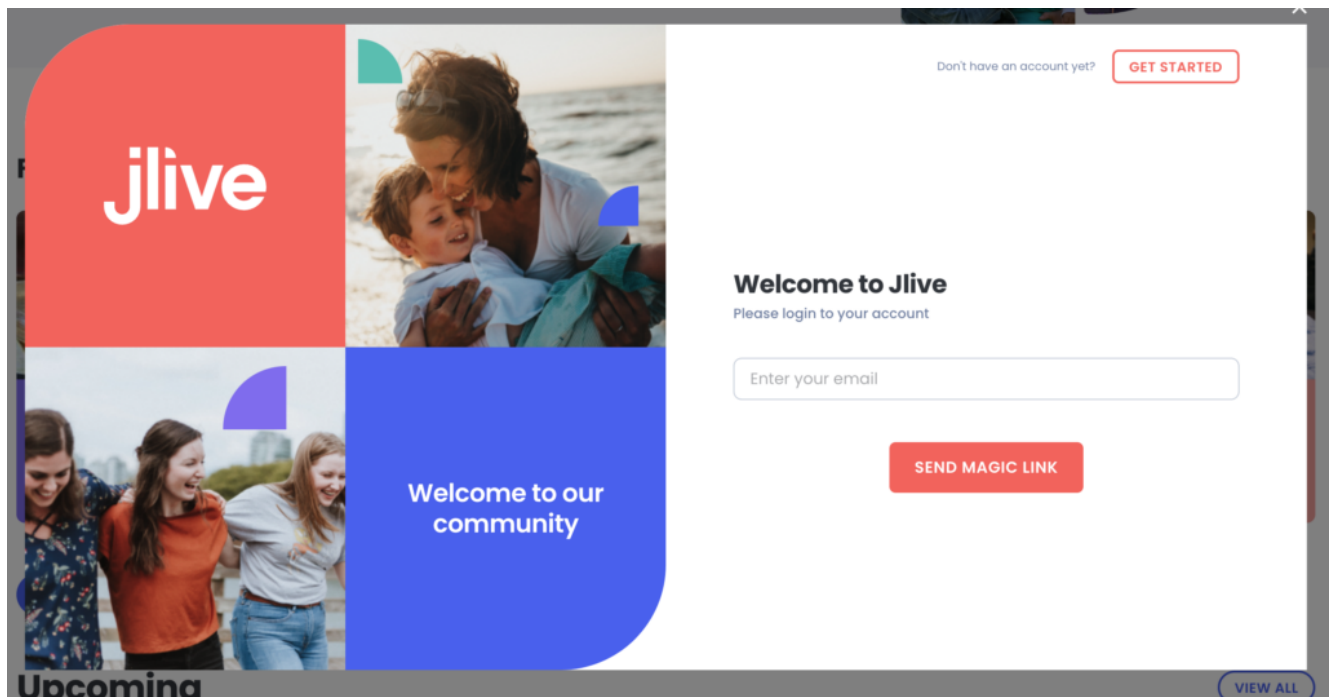 jlive
Welcome to our
community
Don't have an account yet?
GET STARTED
Welcome to Jlive
Please login to your account
Enter your email
SEND MAGIC LINK
Upcoming
VIEW ALL